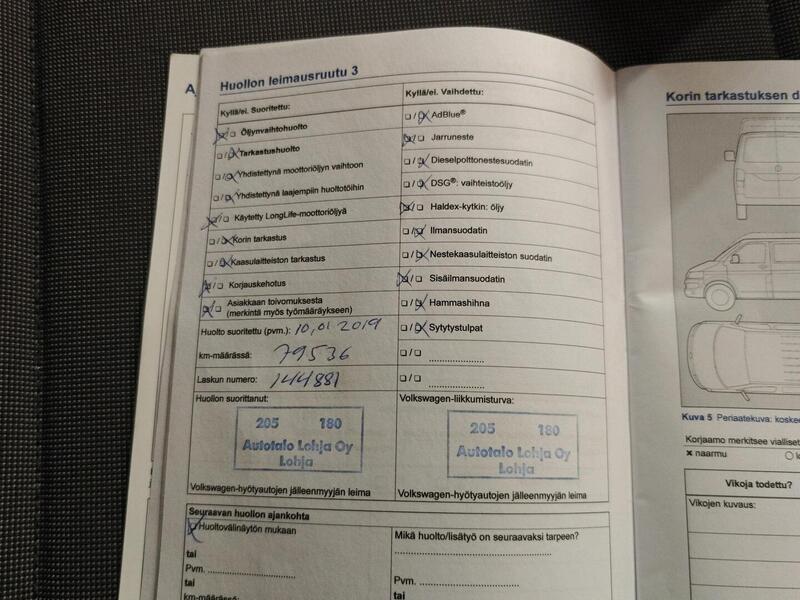 A
Huollon leimausruutu 3
Kyllä/ei. Suoritettu:
☒/☐ Öljynvaihtohuolto
☐/☒ Tarkastushuolto
☐/☒ Yhdistettynä moottoriöljyn vaihtoon
☐/☒ Yhdistettynä laajempiin huoltotöihin
☒/☐ Käytetty LongLife-moottoriöljyä
☐/☒ Korin tarkastus
☐/☒ Kaasulaitteiston tarkastus
☒/☐ Korjauskehotus
☒/☐ Asiakkaan toivomuksesta
(merkintä myös työmääräykseen)
Huolto suoritettu (pvm.): 10,01 2019
km-määrässä: 79536
Laskun numero: 144881
Huollon suorittanut:
205 180
Autotalo Lohja Oy
Lohja
Volkswagen-hyötyautojen jälleenmyyjän leima
Kyllä/ei. Vaihdettu:
☐/☒ AdBlue®
☒/☐ Jarruneste
☐/☒ Dieselpolttonestesuodatin
☐/☒ DSG®: vaihteistoöljy
☒/☐ Haldex-kytkin: öljy
☐/☒ Ilmansuodatin
☐/☒ Nestekaasulaitteiston suodatin
☒/☐ Sisäilmansuodatin
☐/☒ Hammashihna
☐/☒ Sytytystulpat
☐/☐ ....................
☐/☐ ....................
Volkswagen-liikkumisturva:
205 180
Autotalo Lohja Oy
Lohja
Volkswagen-hyötyautojen jälleenmyyjän leima
Seuraavan huollon ajankohta
☒ Huoltovälinäytön mukaan
tai
Pvm. ..............................
tai
km-määrässä:
Mikä huolto/lisätyö on seuraavaksi tarpeen?
..................................................
Pvm. ..............................
tai
Korin tarkastuksen
Kuva 5 Periaatekuva:
Korjaamo merkitsee
× naarmu ○
Vikoja todettu?
Vikojen kuvaus: